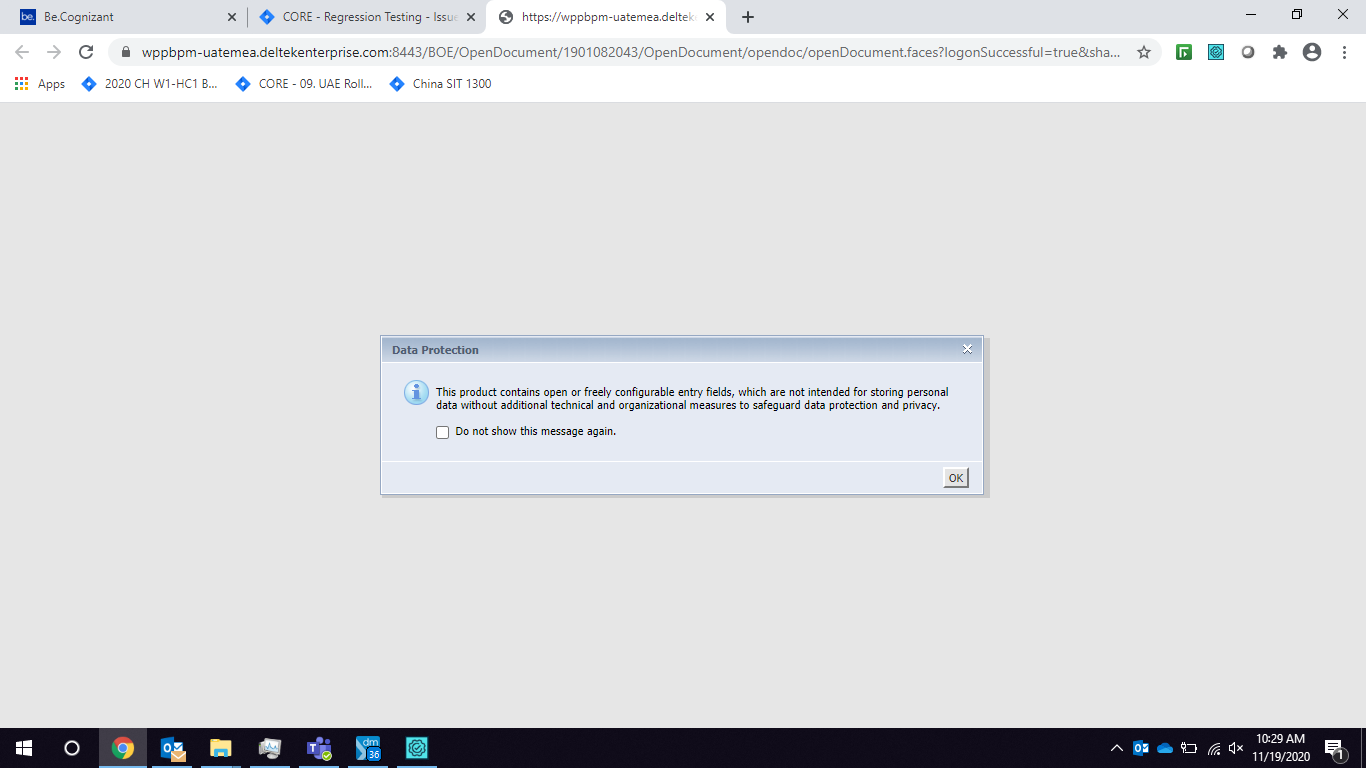 be. Be.Cognizant
CORE - Regression Testing - Issue
https://wppbpm-uatemea.deltek
wppbpm-uatemea.deltekenterprise.com:8443/BOE/OpenDocument/1901082043/OpenDocument/opendoc/openDocument.faces?logonSuccessful=true&sha...
Apps
2020 CH W1-HC1 B...
CORE - 09. UAE Roll...
China SIT 1300
Data Protection
This product contains open or freely configurable entry fields, which are not intended for storing personal
data without additional technical and organizational measures to safeguard data protection and privacy.
Do not show this message again.
OK
dm
36
10:29 AM
11/19/2020
1